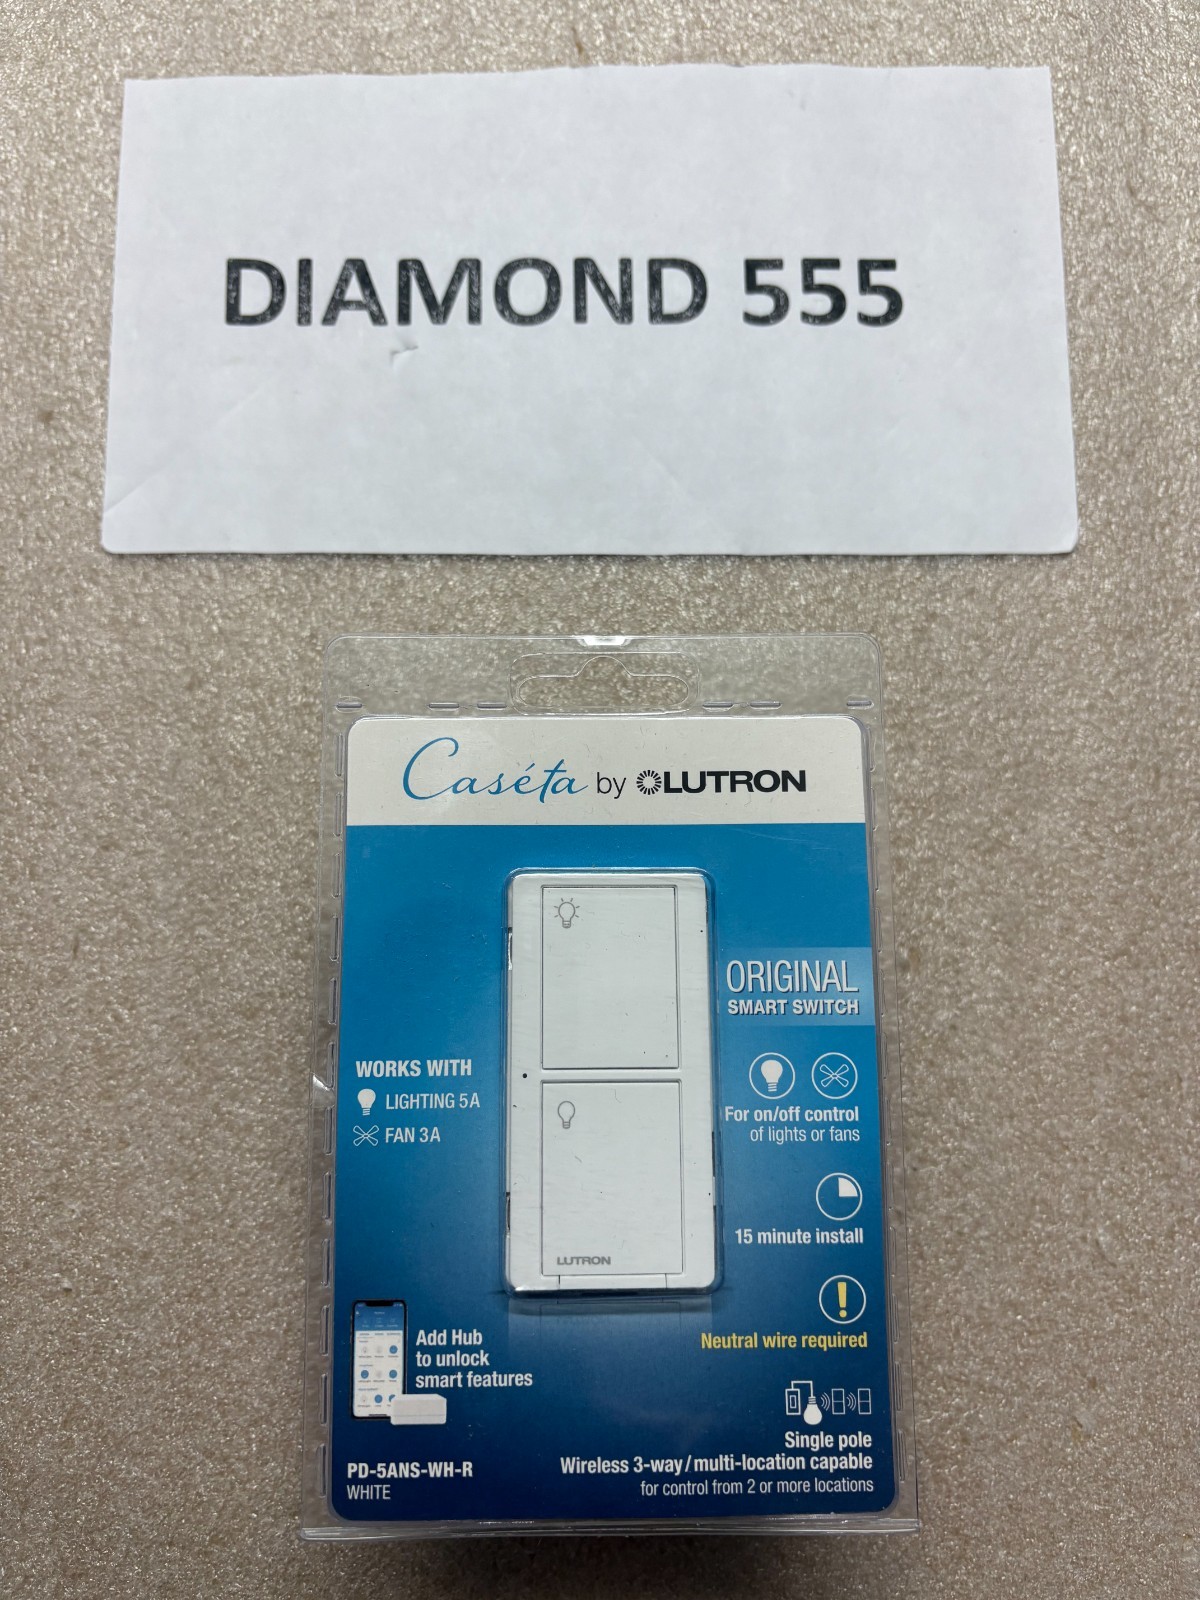 DIAMOND 555
Caséta by LUTRON
ORIGINAL
SMART SWITCH
WORKS WITH
LIGHTING 5A
FAN 3A
For on/off control
of lights or fans
15 minute install
LUTRON
Neutral wire required
Add Hub
to unlock
smart features
Single pole
Wireless 3-way/multi-location capable
for control from 2 or more locations
PD-5ANS-WH-R
WHITE